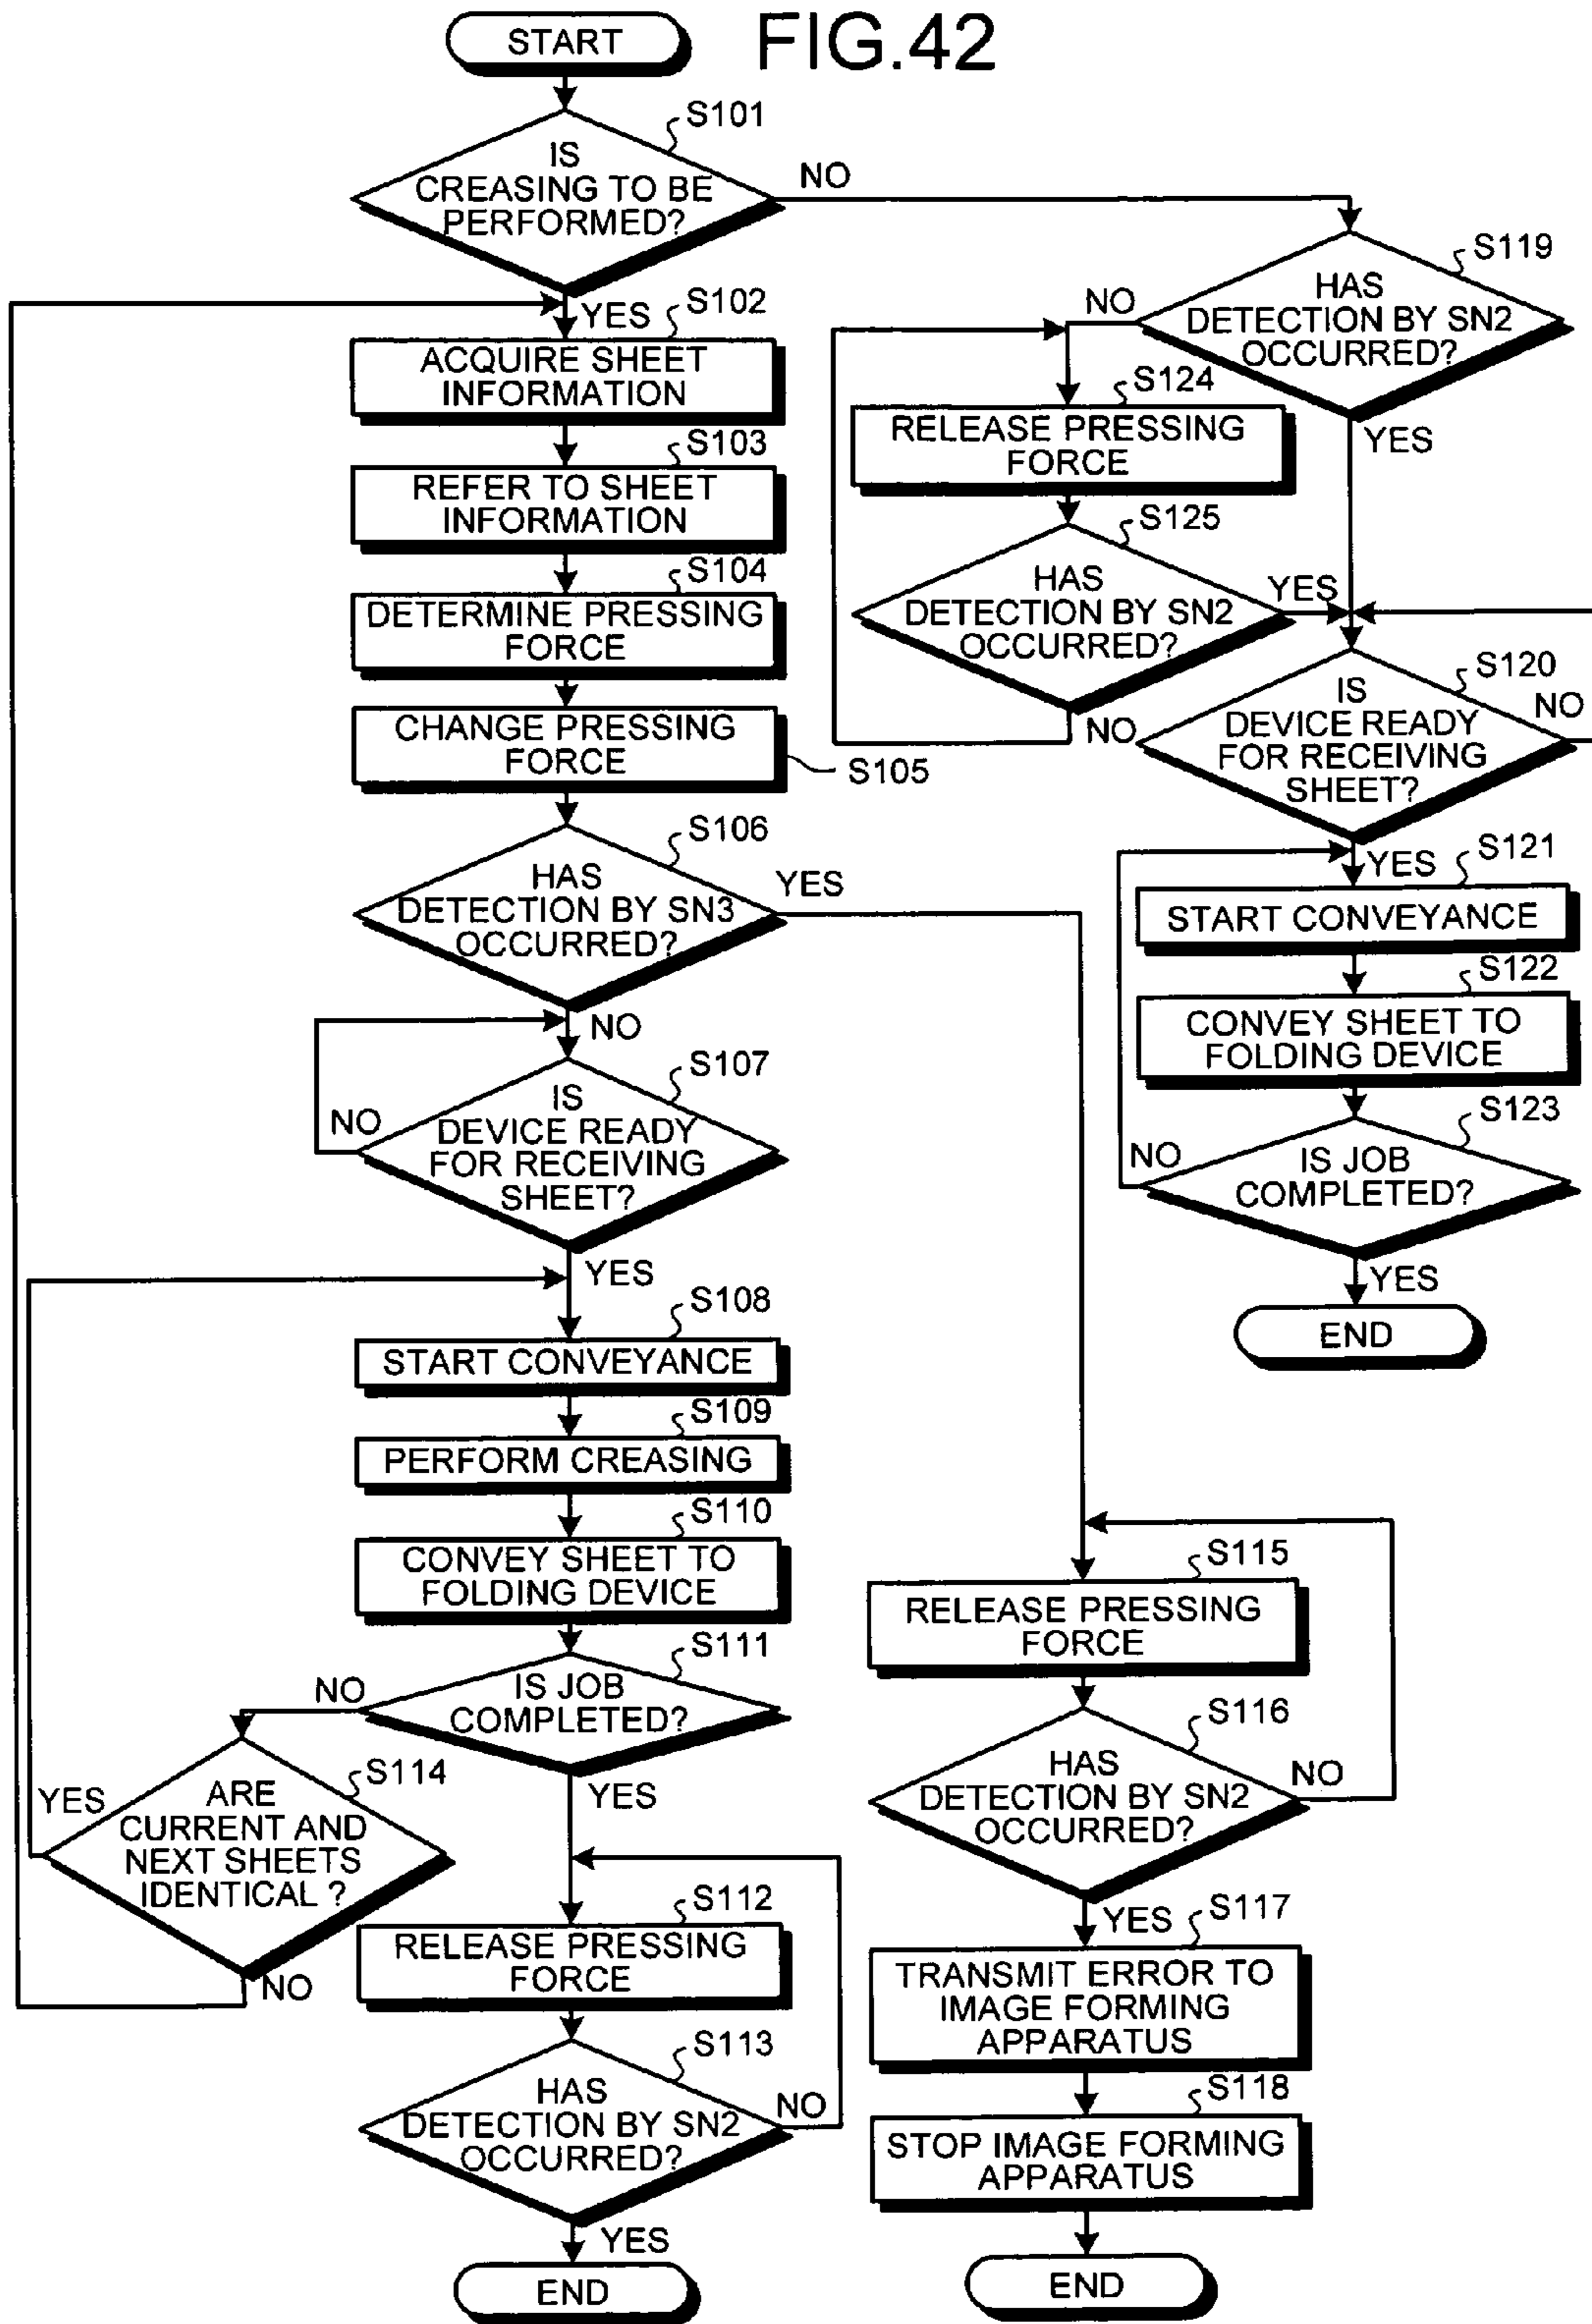 FIG.42
START
S101
IS
CREASING TO BE
PERFORMED?
NO
YES
S102
ACQUIRE SHEET
INFORMATION
S103
REFER TO SHEET
INFORMATION
S104
DETERMINE PRESSING
FORCE
CHANGE PRESSING
FORCE
S105
S106
HAS
DETECTION BY SN3
OCCURRED?
YES
NO
S107
IS
DEVICE READY
FOR RECEIVING
SHEET?
NO
YES
S108
START CONVEYANCE
S109
PERFORM CREASING
S110
CONVEY SHEET TO
FOLDING DEVICE
S111
IS JOB
COMPLETED?
NO
YES
S114
ARE
CURRENT AND
NEXT SHEETS
IDENTICAL ?
YES
NO
S112
RELEASE PRESSING
FORCE
S113
HAS
DETECTION BY SN2
OCCURRED?
NO
YES
END
S115
RELEASE PRESSING
FORCE
S116
HAS
DETECTION BY SN2
OCCURRED?
NO
YES
S117
TRANSMIT ERROR TO
IMAGE FORMING
APPARATUS
S118
STOP IMAGE FORMING
APPARATUS
END
S119
HAS
DETECTION BY SN2
OCCURRED?
NO
YES
S124
RELEASE PRESSING
FORCE
S125
HAS
DETECTION BY SN2
OCCURRED?
YES
NO
S120
IS
DEVICE READY
FOR RECEIVING
SHEET?
NO
YES
S121
START CONVEYANCE
S122
CONVEY SHEET TO
FOLDING DEVICE
S123
IS JOB
COMPLETED?
NO
YES
END